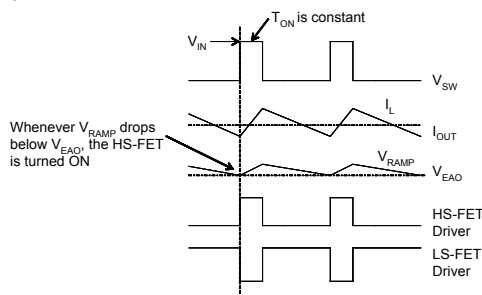 T_ON is constant
V_IN
V_SW
I_L
I_OUT
Whenever V_RAMP drops
below V_EAO, the HS-FET
is turned ON
V_RAMP
V_EAO
HS-FET
Driver
LS-FET
Driver